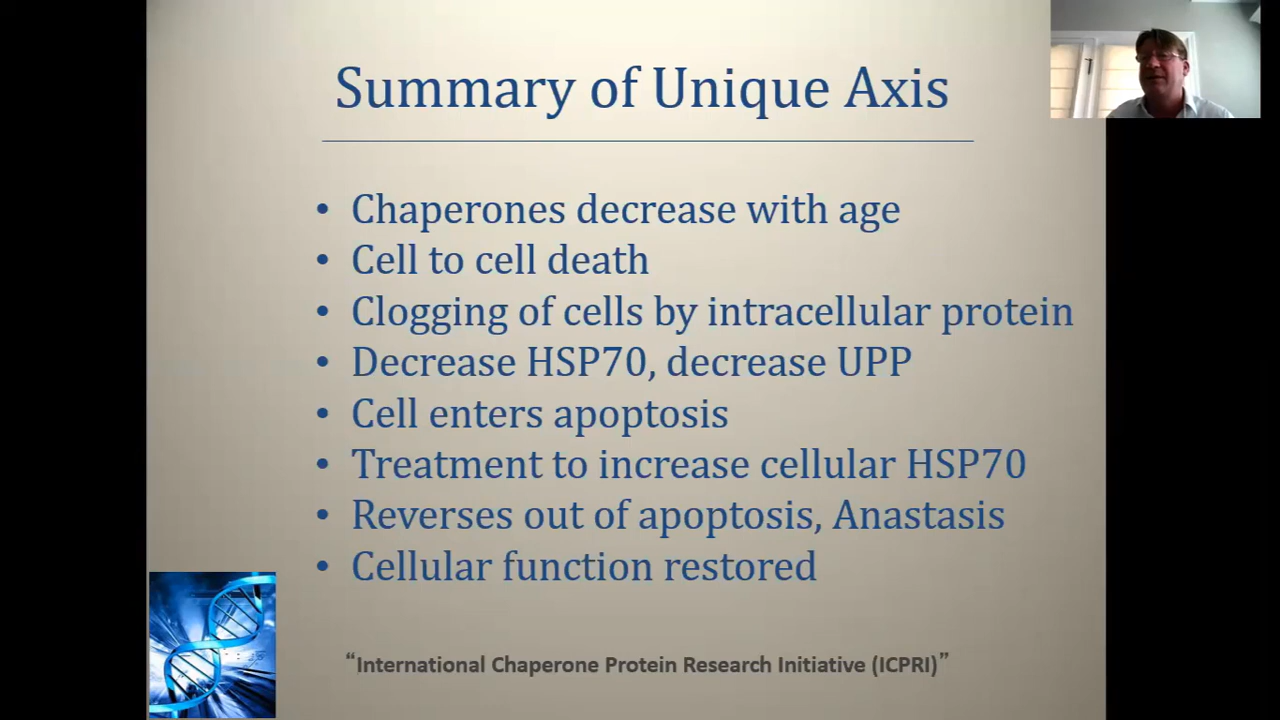 Summary of Unique Axis
• Chaperones decrease with age
• Cell to cell death
• Clogging of cells by intracellular protein
• Decrease HSP70, decrease UPP
• Cell enters apoptosis
• Treatment to increase cellular HSP70
• Reverses out of apoptosis, Anastasis
• Cellular function restored
“International Chaperone Protein Research Initiative (ICPRI)”